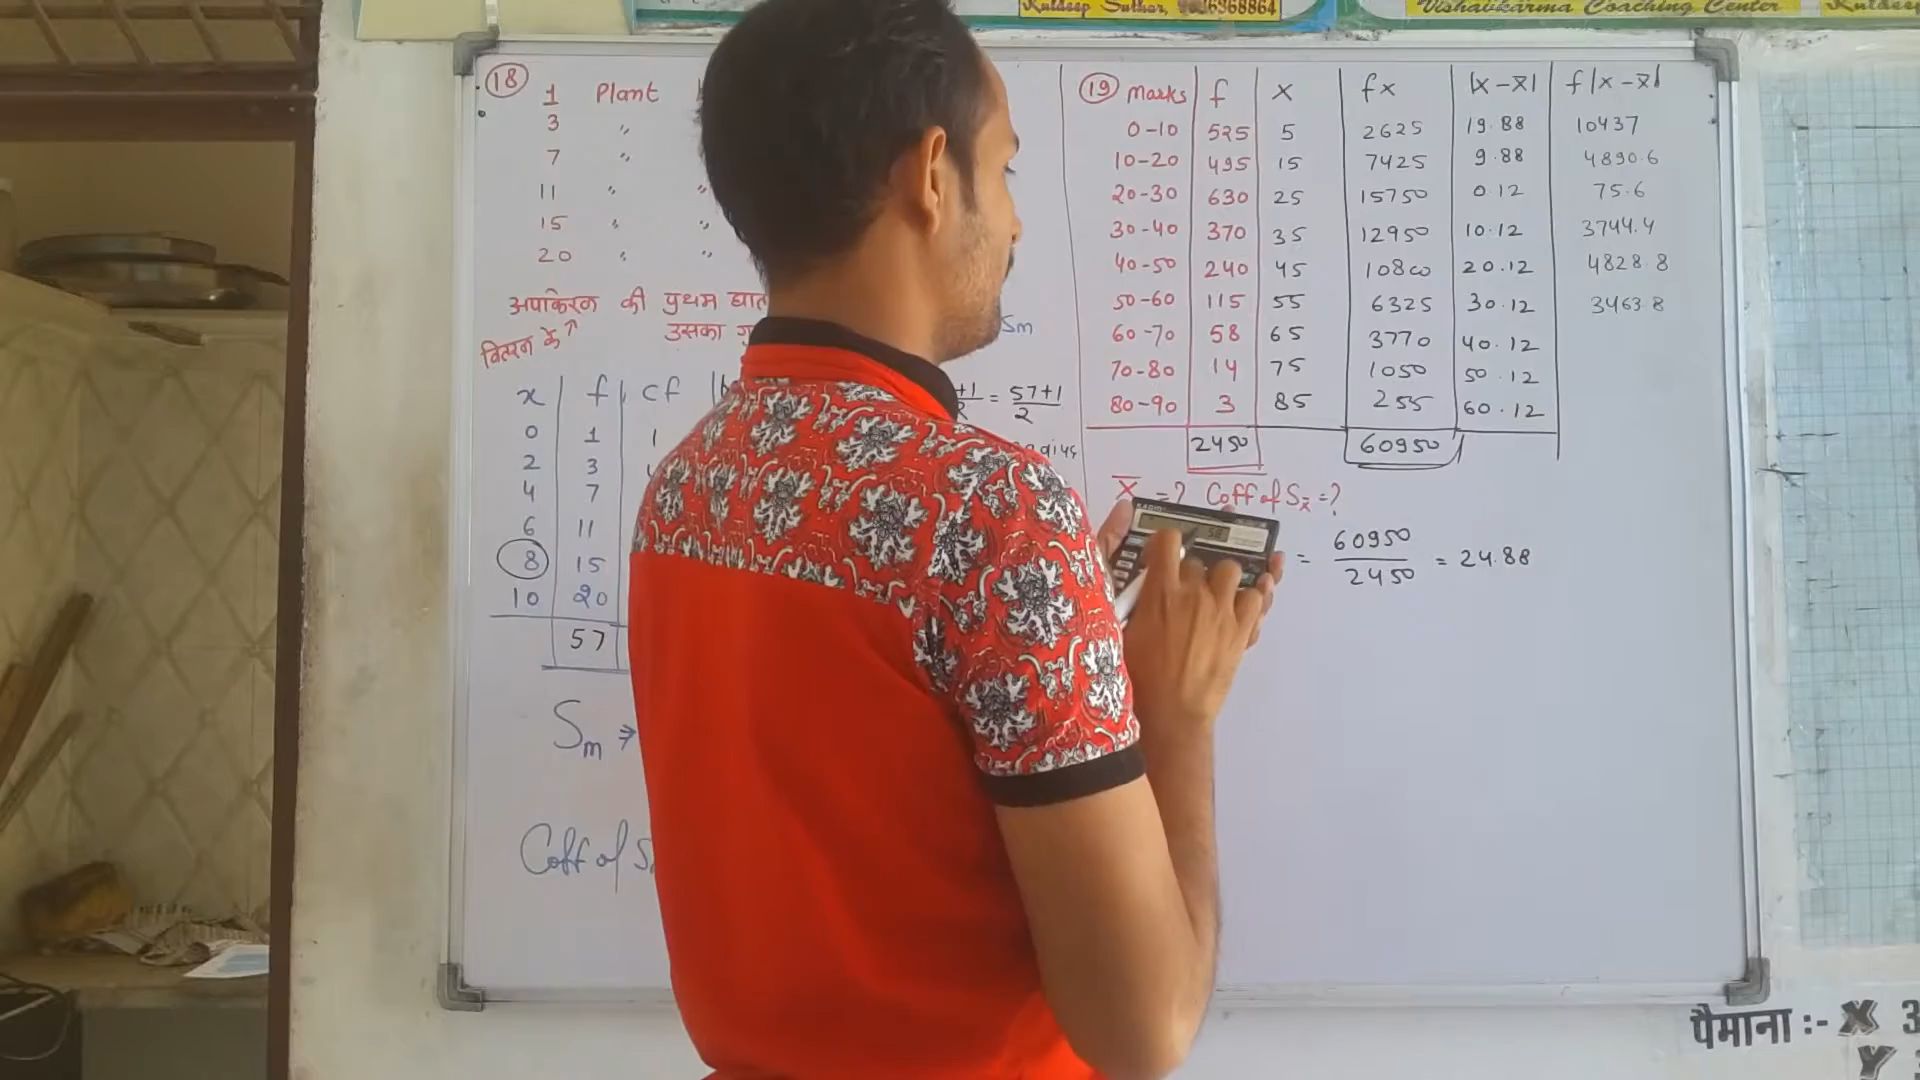 Kuldeep Suthar,
Vishavkarma Coaching Center
18
1 Plant
3 "
7 "
11 " "
15 " "
20 " "
अपकिरन की प्रथम घात
वितरन के उसका
Sm
x f cf
0 1 1
2 3
4 7
6 11
8 15
10 20
57
= 57+1
2
Sm ⇒
Coff of S
19 Marks f x fx |x-x̄| f|x-x̄|
0-10 525 5 2625 19.88 10437
10-20 495 15 7425 9.88 4890.6
20-30 630 25 15750 0.12 75.6
30-40 370 35 12950 10.12 3744.4
40-50 240 45 10800 20.12 4828.8
50-60 115 55 6325 30.12 3463.8
60-70 58 65 3770 40.12
70-80 14 75 1050 50.12
80-90 3 85 255 60.12
2450 60950
x̄ =? Coff of Sx̄ =?
= 60950
2450
= 24.88
पैमाना :- X 3
Y